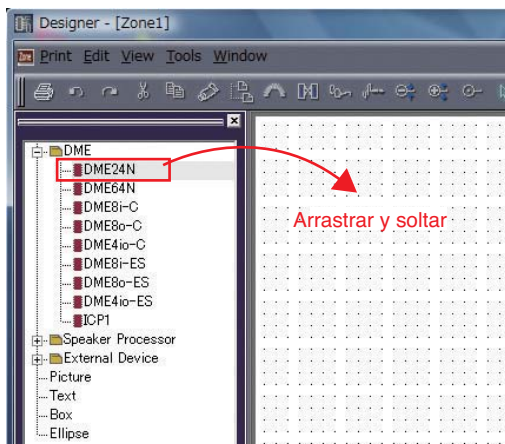 Designer - [Zone1]
Print Edit View Tools Window
DME
DME24N
DME64N
DME8i-C
DME8o-C
DME4io-C
DME8i-ES
DME8o-ES
DME4io-ES
ICP1
Speaker Processor
External Device
Picture
Text
Box
Ellipse
Arrastrar y soltar